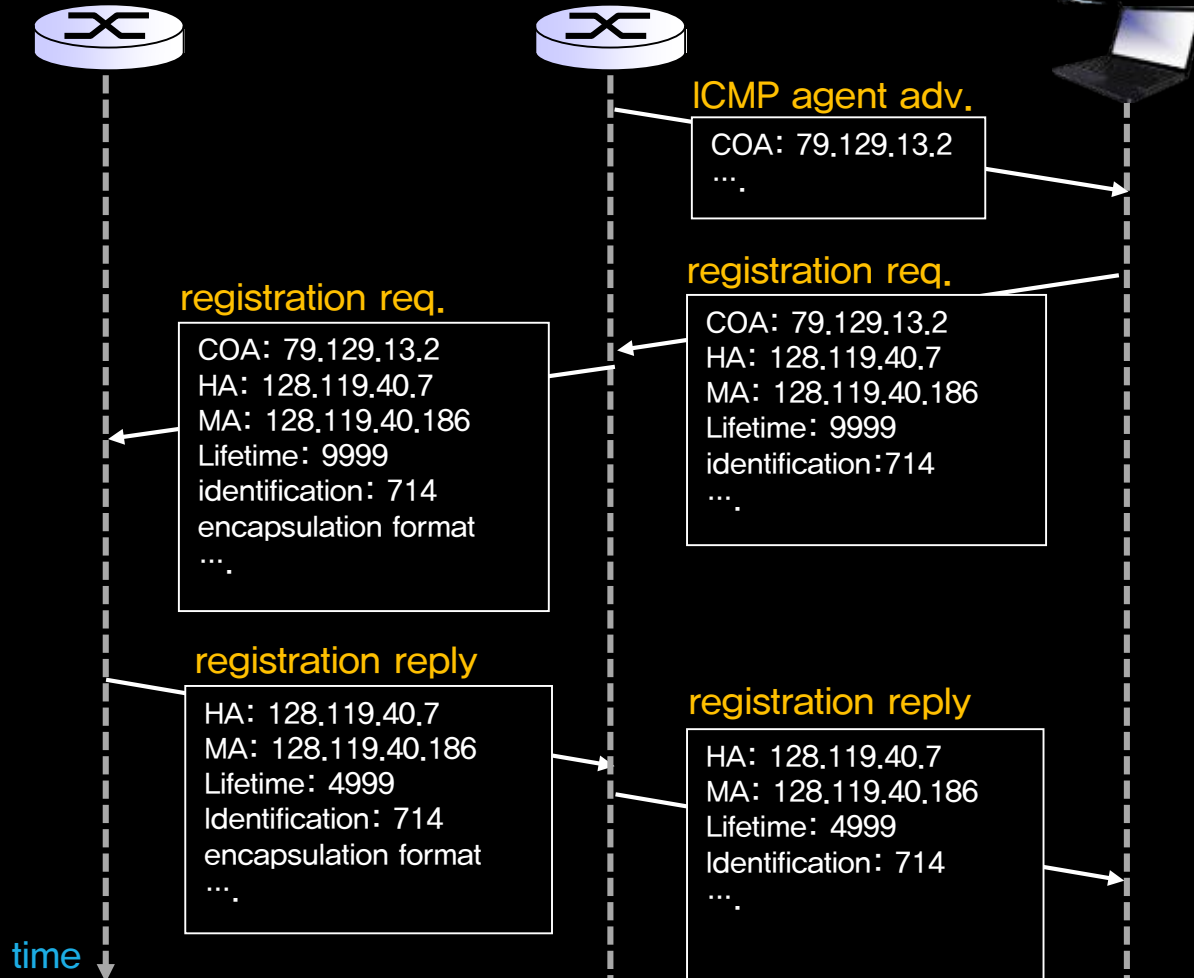 ICMP agent adv.
COA: 79.129.13.2
….
registration req.
COA: 79.129.13.2
HA: 128.119.40.7
MA: 128.119.40.186
Lifetime: 9999
identification:714
….
registration req.
COA: 79.129.13.2
HA: 128.119.40.7
MA: 128.119.40.186
Lifetime: 9999
identification: 714
encapsulation format
….
registration reply
HA: 128.119.40.7
MA: 128.119.40.186
Lifetime: 4999
Identification: 714
encapsulation format
….
registration reply
HA: 128.119.40.7
MA: 128.119.40.186
Lifetime: 4999
Identification: 714
….
time